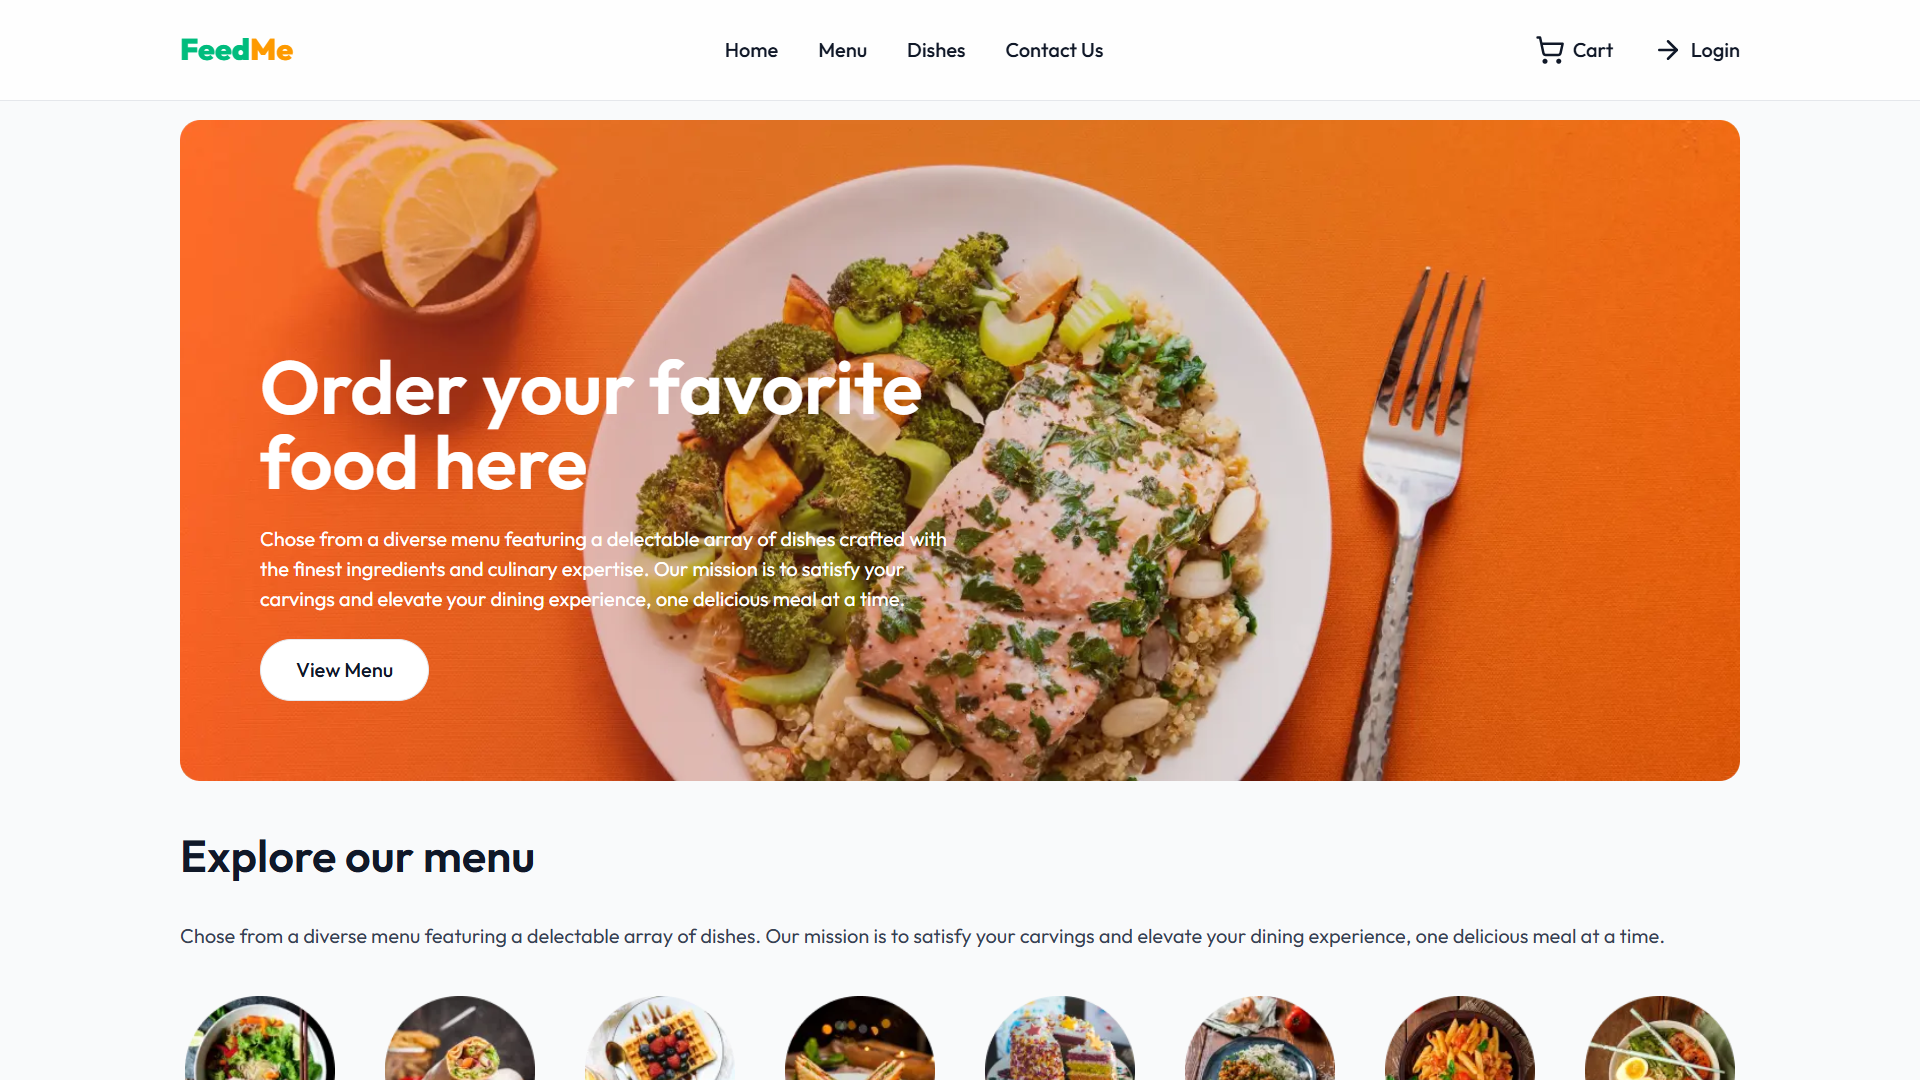 FeedMe
Home
Menu
Dishes
Contact Us
Cart
Login
Order your favorite
food here
Chose from a diverse menu featuring a delectable array of dishes crafted with
the finest ingredients and culinary expertise. Our mission is to satisfy your
carvings and elevate your dining experience, one delicious meal at a time.
View Menu
Explore our menu
Chose from a diverse menu featuring a delectable array of dishes. Our mission is to satisfy your carvings and elevate your dining experience, one delicious meal at a time.